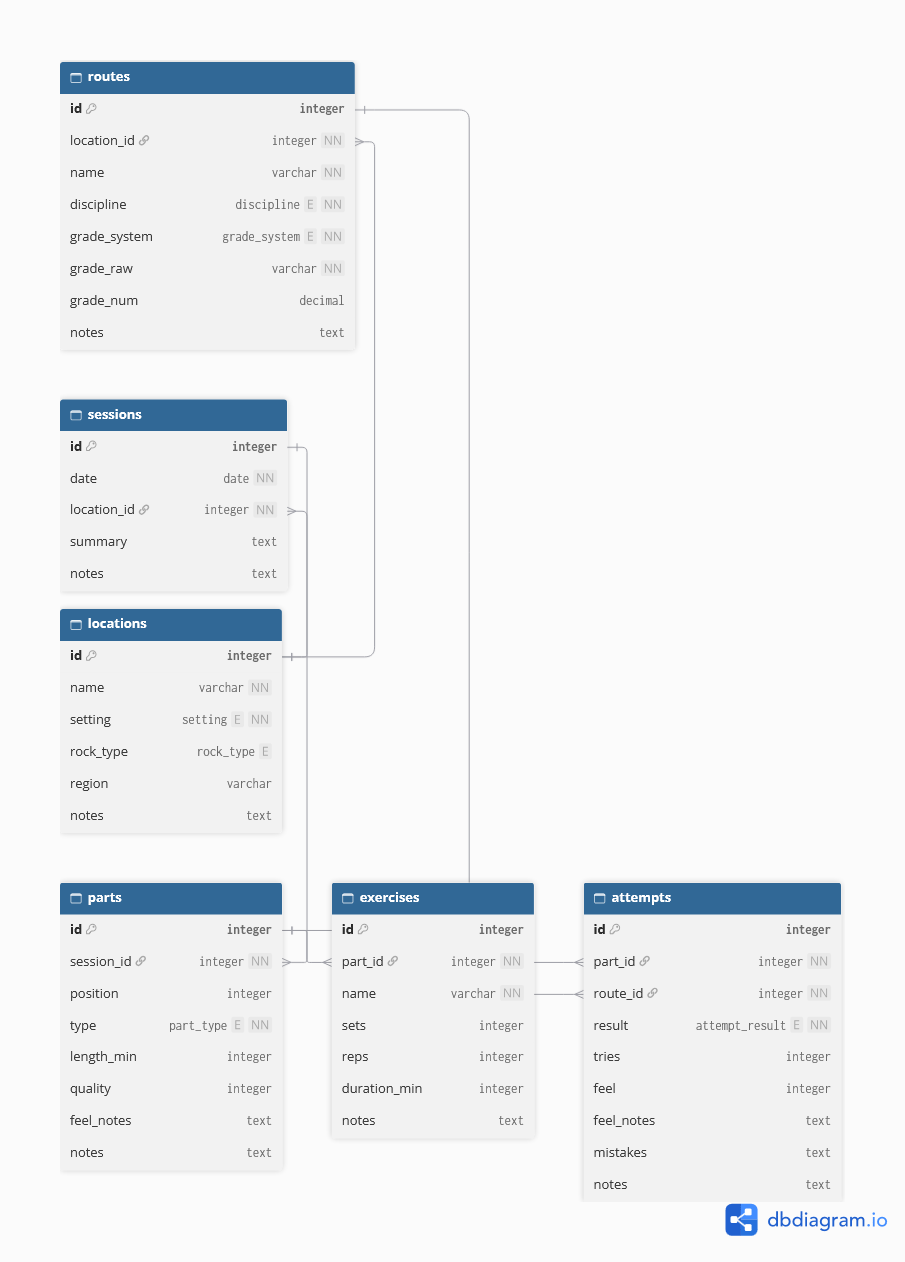 routes
id integer
location_id integer NN
name varchar NN
discipline discipline E NN
grade_system grade_system E NN
grade_raw varchar NN
grade_num decimal
notes text
sessions
id integer
date date NN
location_id integer NN
summary text
notes text
locations
id integer
name varchar NN
setting setting E NN
rock_type rock_type E
region varchar
notes text
parts
id integer
session_id integer NN
position integer
type part_type E NN
length_min integer
quality integer
feel_notes text
notes text
exercises
id integer
part_id integer NN
name varchar NN
sets integer
reps integer
duration_min integer
notes text
attempts
id integer
part_id integer NN
route_id integer NN
result attempt_result E NN
tries integer
feel integer
feel_notes text
mistakes text
notes text
dbdiagram.io